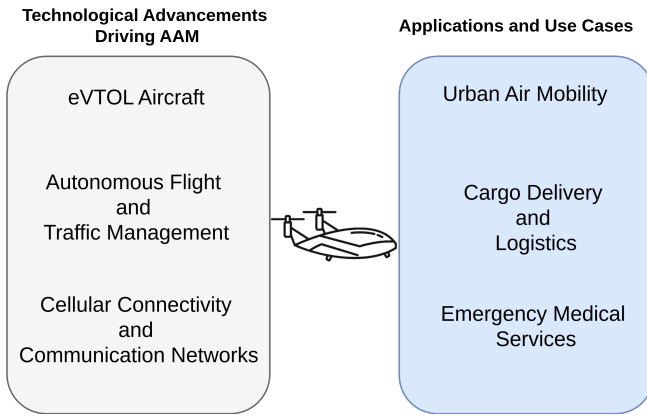 Technological Advancements
Driving AAM
eVTOL Aircraft
Autonomous Flight
and
Traffic Management
Cellular Connectivity
and
Communication Networks
Applications and Use Cases
Urban Air Mobility
Cargo Delivery
and
Logistics
Emergency Medical
Services